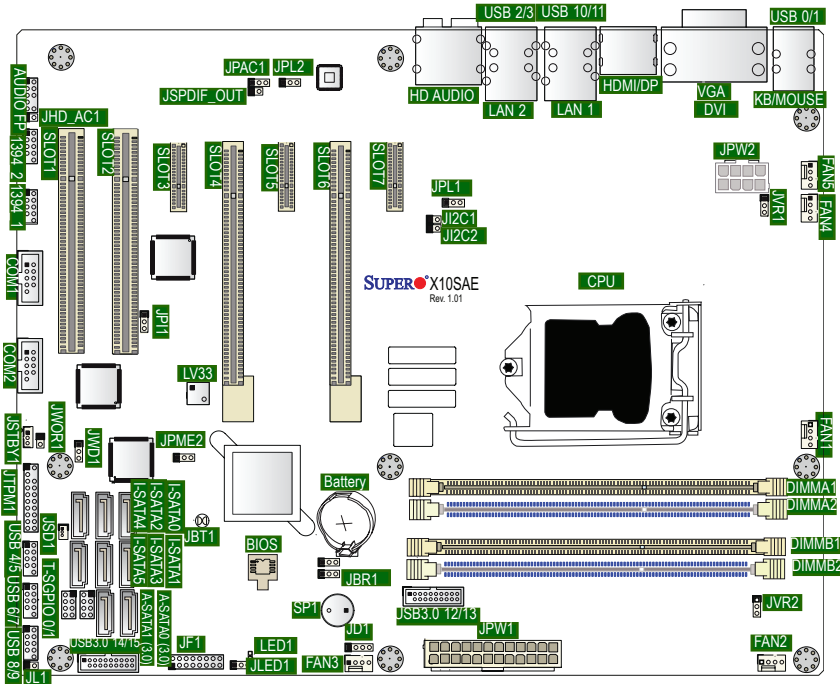 USB 2/3
USB 10/11
USB 0/1
JPAC1
JPL2
JSPDIF_OUT
HD AUDIO
LAN 2
LAN 1
HDMI/DP
VGA
DVI
KB/MOUSE
AUDIO FP
JHD_AC1
1394_2
1394_1
SLOT1
SLOT2
SLOT3
SLOT4
SLOT5
SLOT6
SLOT7
JPW2
FAN5
JVR1
FAN4
JPL1
JI2C1
JI2C2
COM1
SUPER X10SAE
Rev. 1.01
CPU
JPI1
COM2
LV33
JSTBY1
JWOR1
JWD1
JPME2
FAN1
JTPM1
I-SATA4
I-SATA2
I-SATA0
Battery
DIMMA1
DIMMA2
JSD1
JBT1
I-SATA5
I-SATA3
I-SATA1
BIOS
DIMMB1
DIMMB2
USB 4/5
USB 6/7
USB 8/9
T-SGPIO 0/1
A-SATA1 (3.0)
A-SATA0 (3.0)
JBR1
SP1
USB3.0 12/13
JVR2
USB3.0 14/15
JF1
LED1
JD1
JPW1
JL1
JLED1
FAN3
FAN2